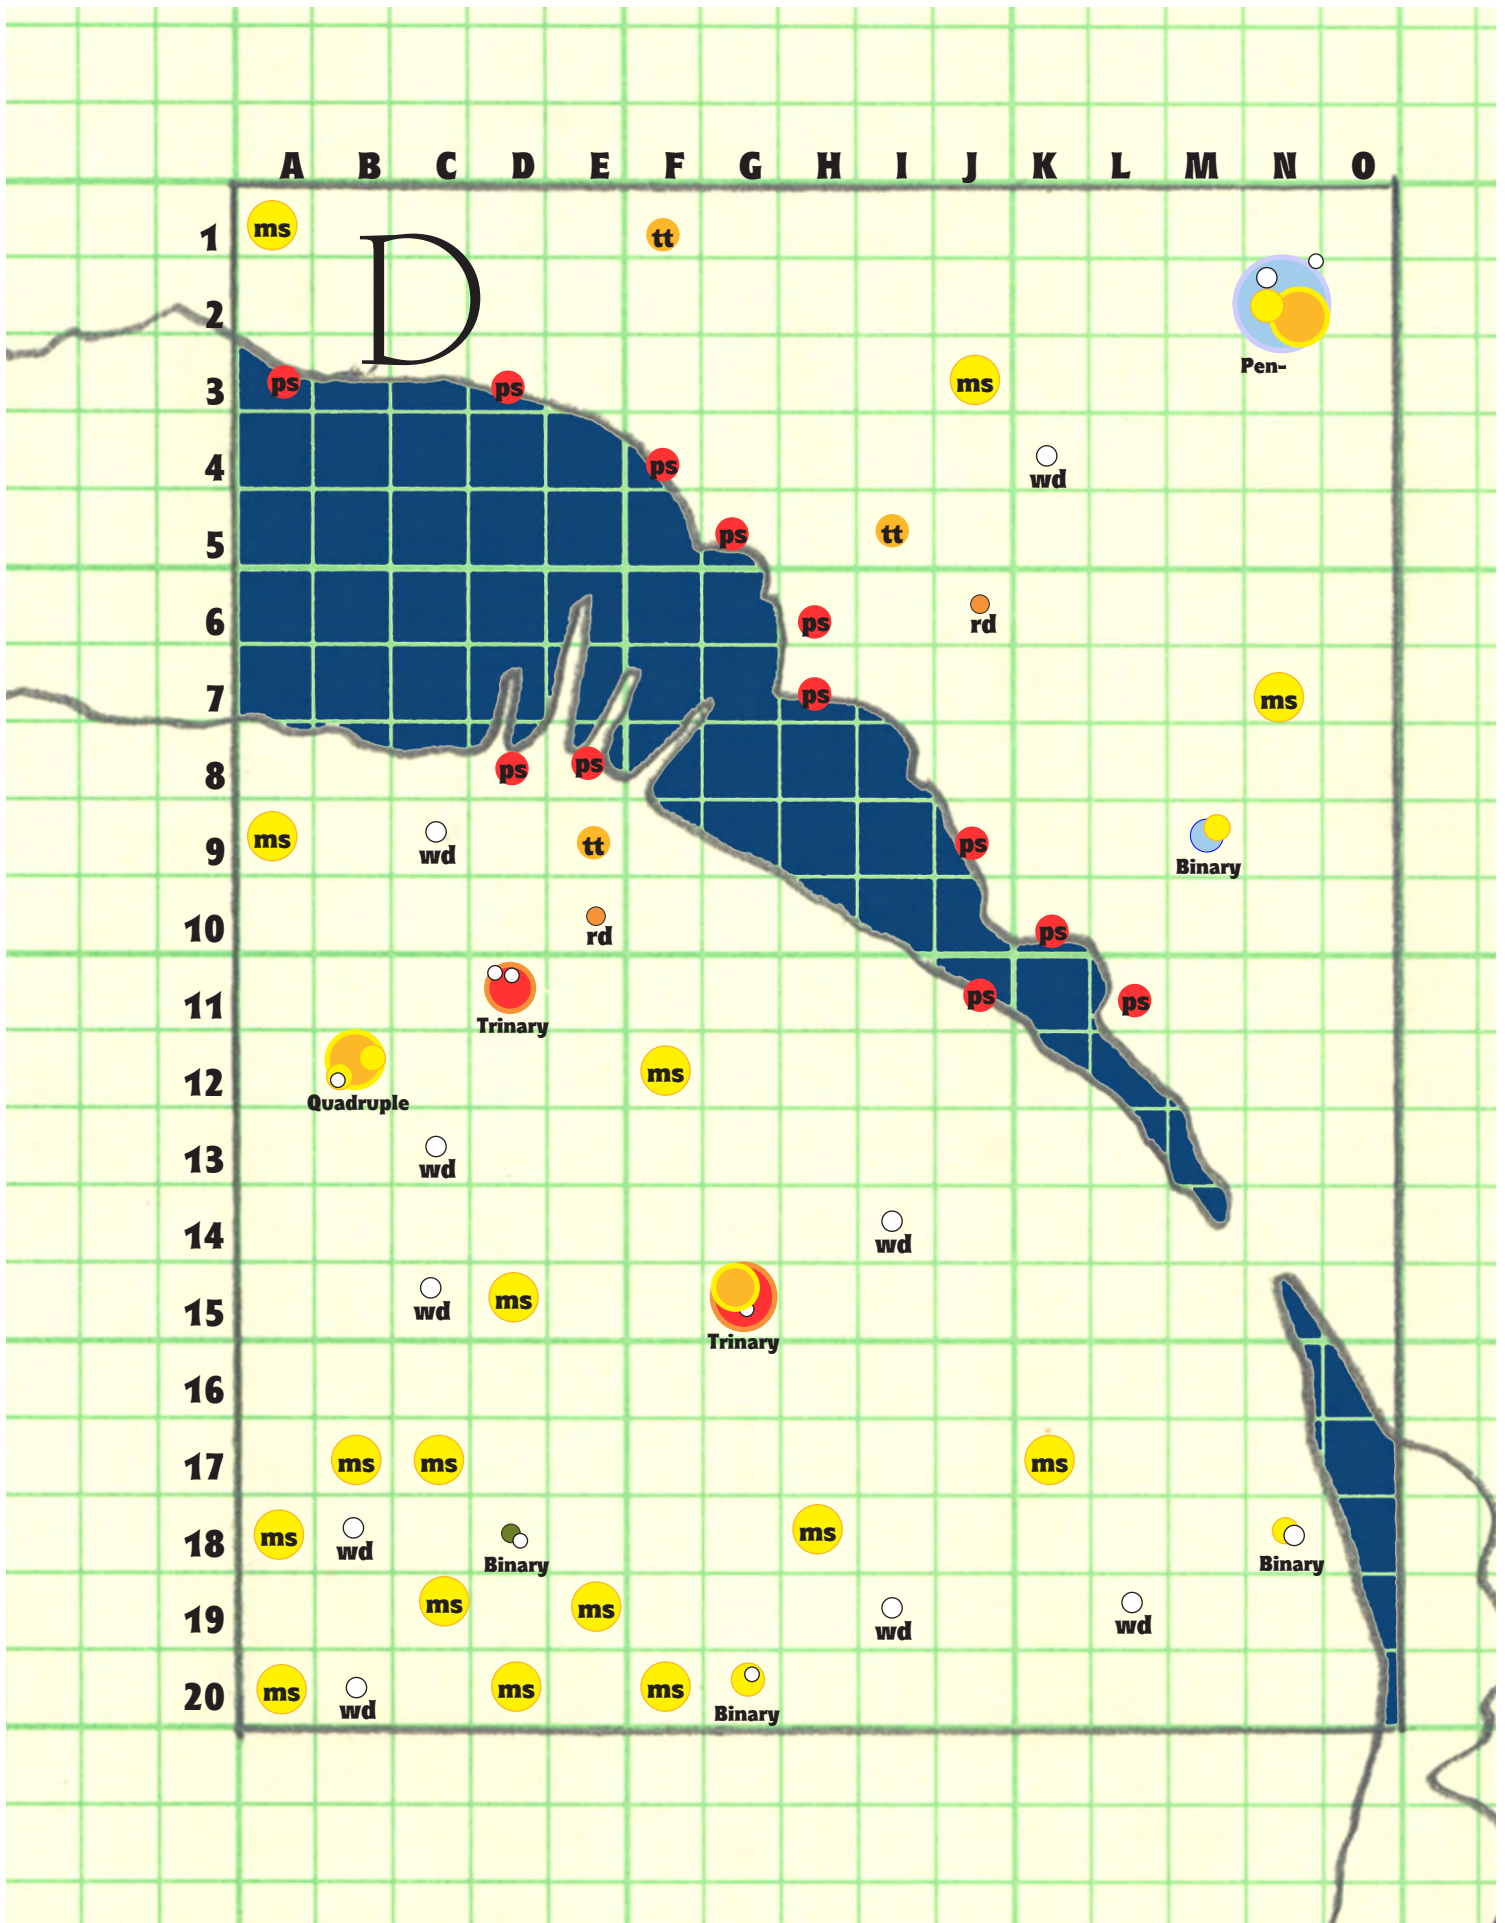 A B C D E F G H I J K L M N O
1 ms tt
D
2
Pen-
3 ps ps ms
4 ps wd
5 ps tt
6 ps rd
7 ps ms
8 ps ps
9 ms wd tt ps Binary
10 rd ps
11 Trinary ps ps
12 Quadruple ms
13 wd
14 wd
15 wd ms Trinary
16
17 ms ms ms
18 ms wd Binary ms Binary
19 ms ms wd wd
20 ms wd ms ms Binary